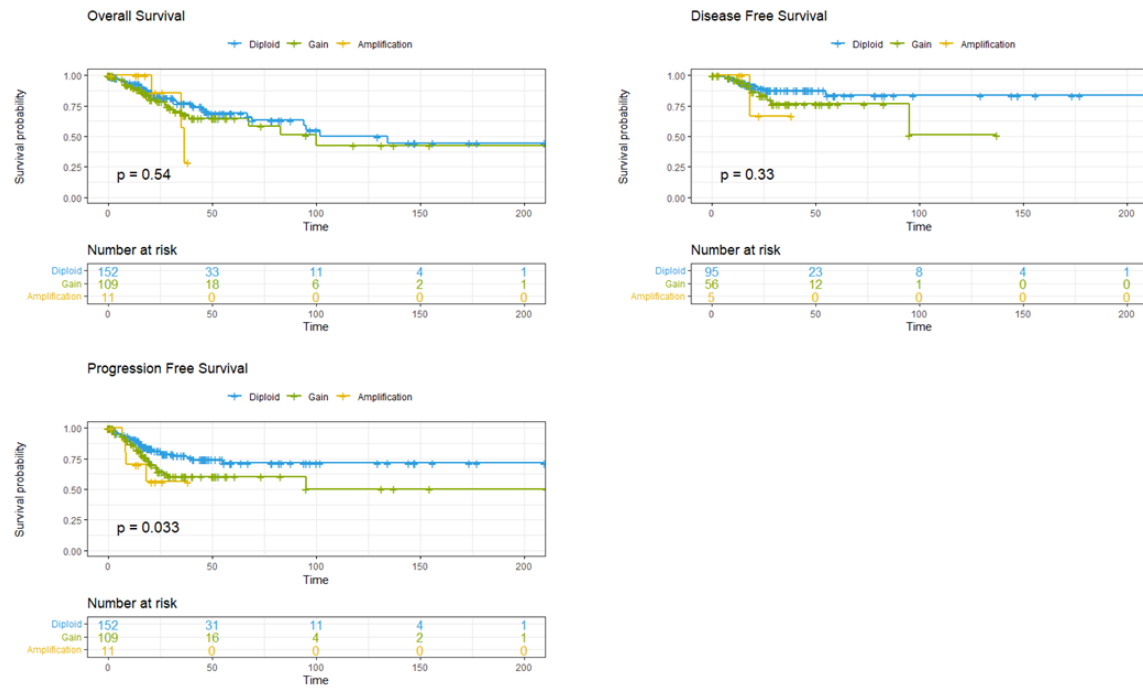 Overall Survival
Diploid Gain Amplification
Survival probability
1.00
0.75
0.50
0.25
0.00
p = 0.54
0 50 100 150 200
Time
Number at risk
Diploid 152 33 11 4 1
Gain 109 18 6 2 1
Amplification 11 0 0 0 0
0 50 100 150 200
Time
Disease Free Survival
Diploid Gain Amplification
Survival probability
1.00
0.75
0.50
0.25
0.00
p = 0.33
0 50 100 150 200
Time
Number at risk
Diploid 95 23 8 4 1
Gain 56 12 1 0 0
Amplification 5 0 0 0 0
0 50 100 150 200
Time
Progression Free Survival
Diploid Gain Amplification
Survival probability
1.00
0.75
0.50
0.25
0.00
p = 0.033
0 50 100 150 200
Time
Number at risk
Diploid 152 31 11 4 1
Gain 109 16 4 2 1
Amplification 11 0 0 0 0
0 50 100 150 200
Time